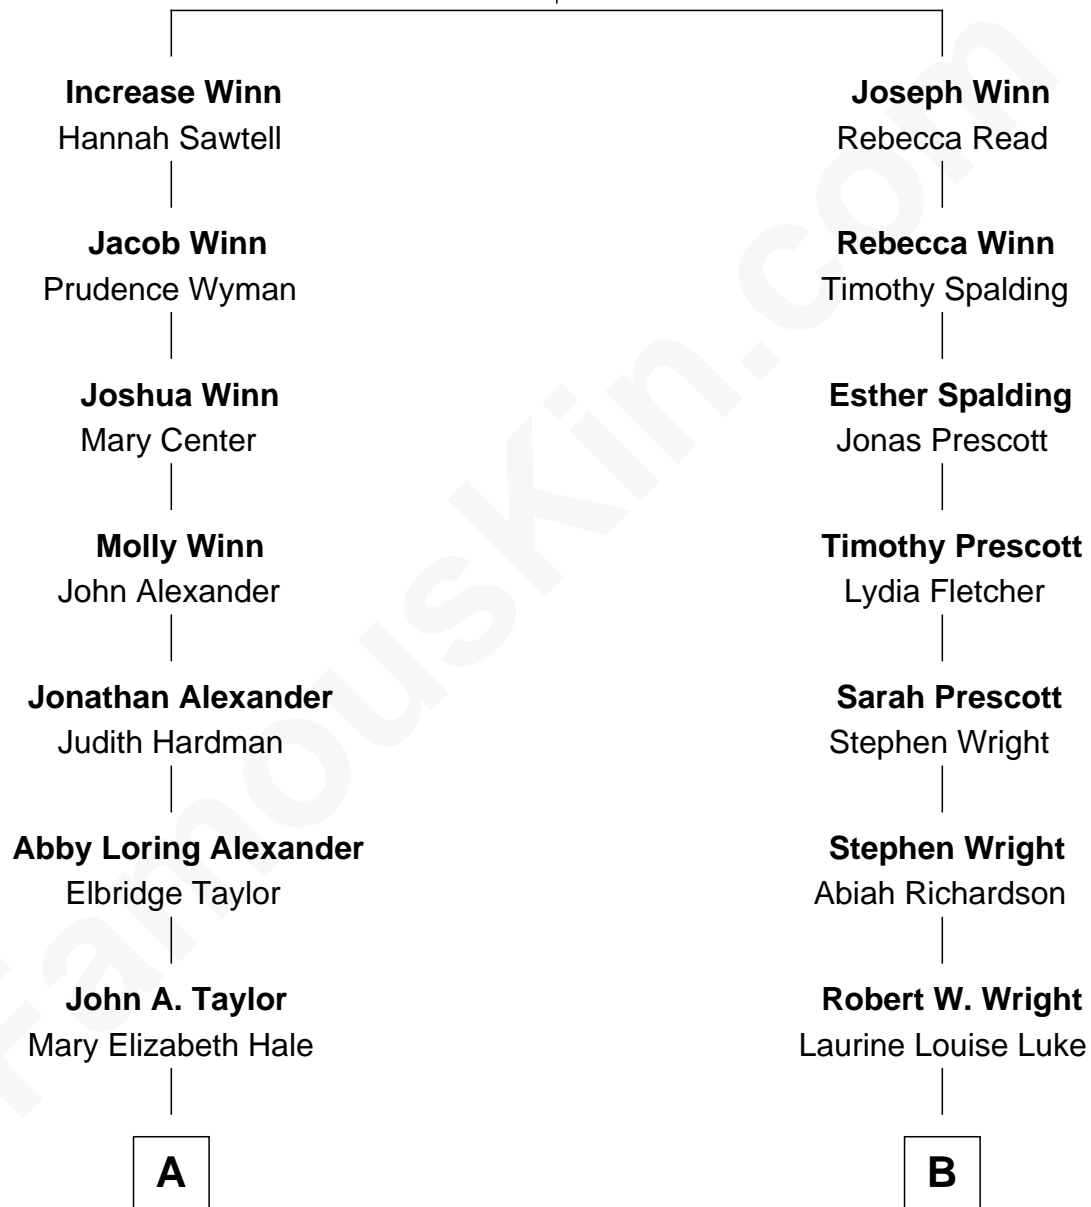 Increase Winn
Hannah Sawtell
Jacob Winn
Prudence Wyman
Joshua Winn
Mary Center
Molly Winn
John Alexander
Jonathan Alexander
Judith Hardman
Abby Loring Alexander
Elbridge Taylor
John A. Taylor
Mary Elizabeth Hale
A
Joseph Winn
Rebecca Read
Rebecca Winn
Timothy Spalding
Esther Spalding
Jonas Prescott
Timothy Prescott
Lydia Fletcher
Sarah Prescott
Stephen Wright
Stephen Wright
Abiah Richardson
Robert W. Wright
Laurine Louise Luke
B
FamousKin.com